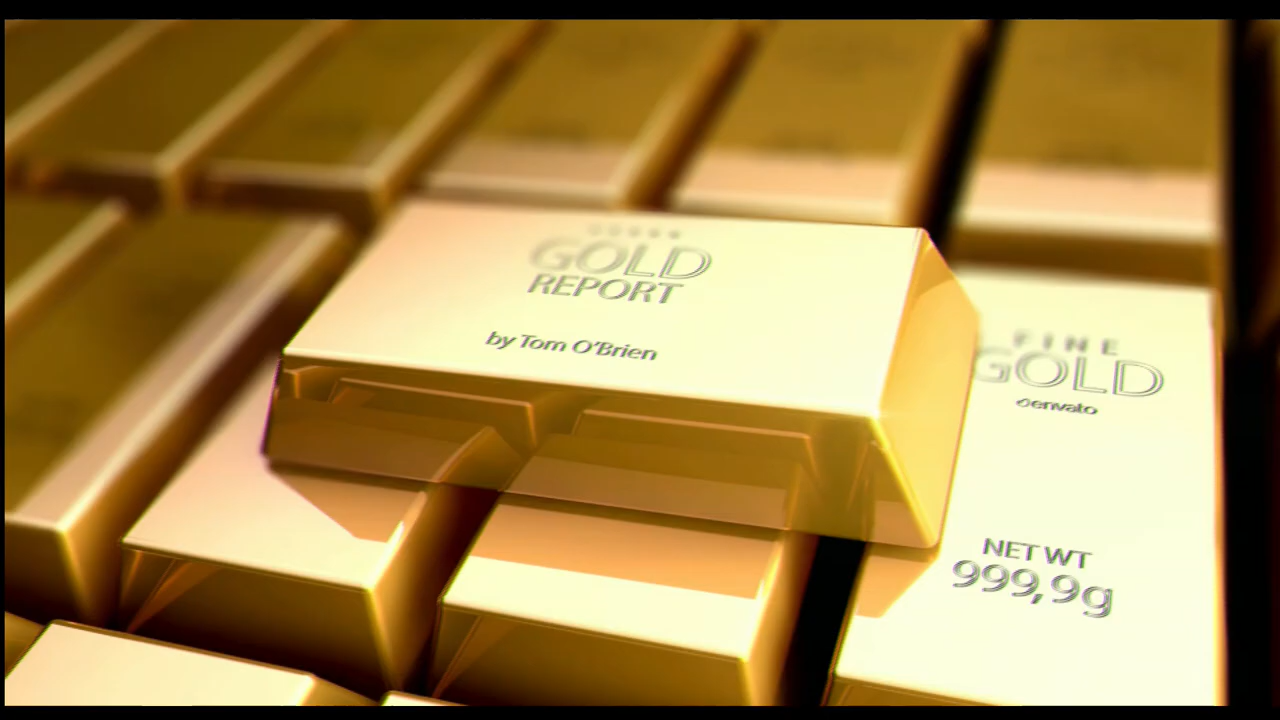 GOLD
REPORT
by Tom O'Brien
FINE
GOLD
envato
NET WT
999,9g